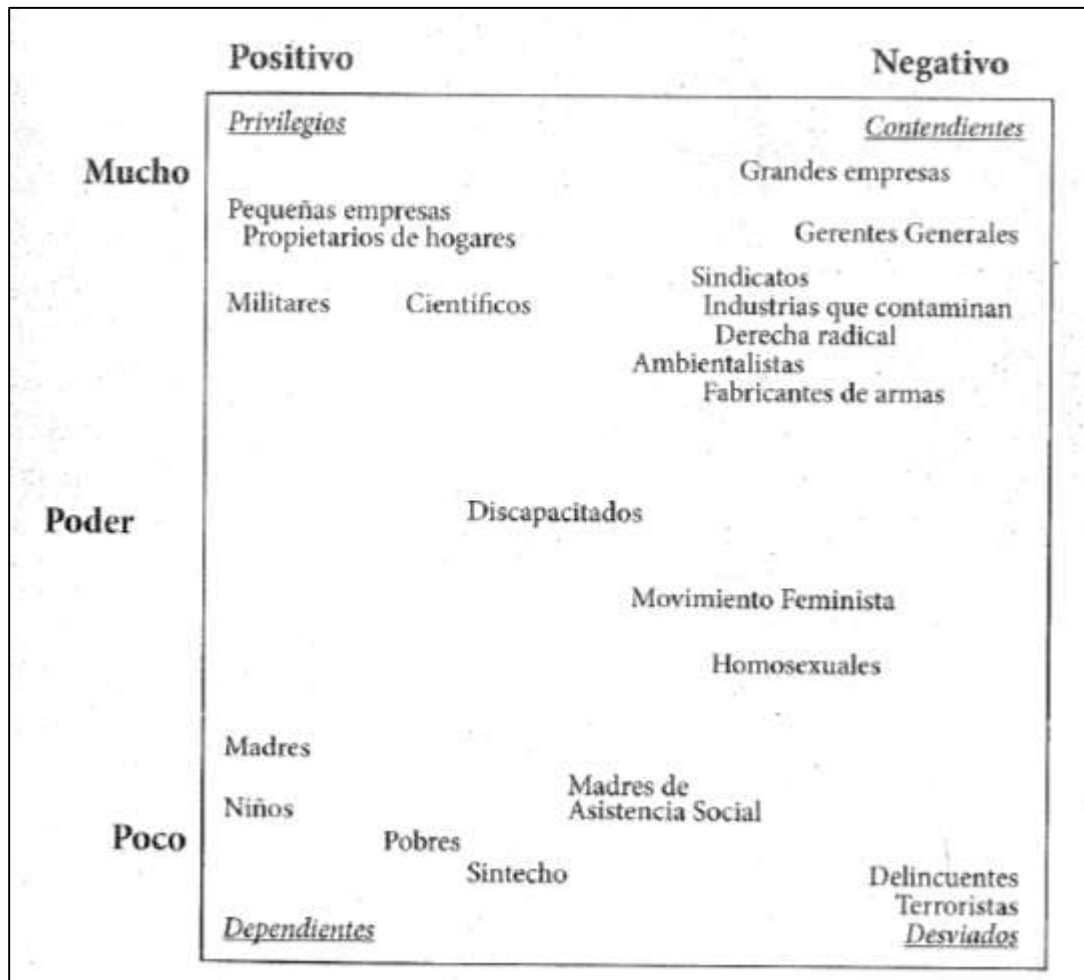 Positivo Negativo
Privilegios Contendientes
Mucho Grandes empresas
Pequeñas empresas
Propietarios de hogares Gerentes Generales
Sindicatos
Militares Científicos Industrias que contaminan
Derecha radical
Ambientalistas
Fabricantes de armas
Poder Discapacitados
Movimiento Feminista
Homosexuales
Madres
Madres de
Niños Asistencia Social
Poco Pobres
Sintecho Delincuentes
Terroristas
Dependientes Desviados